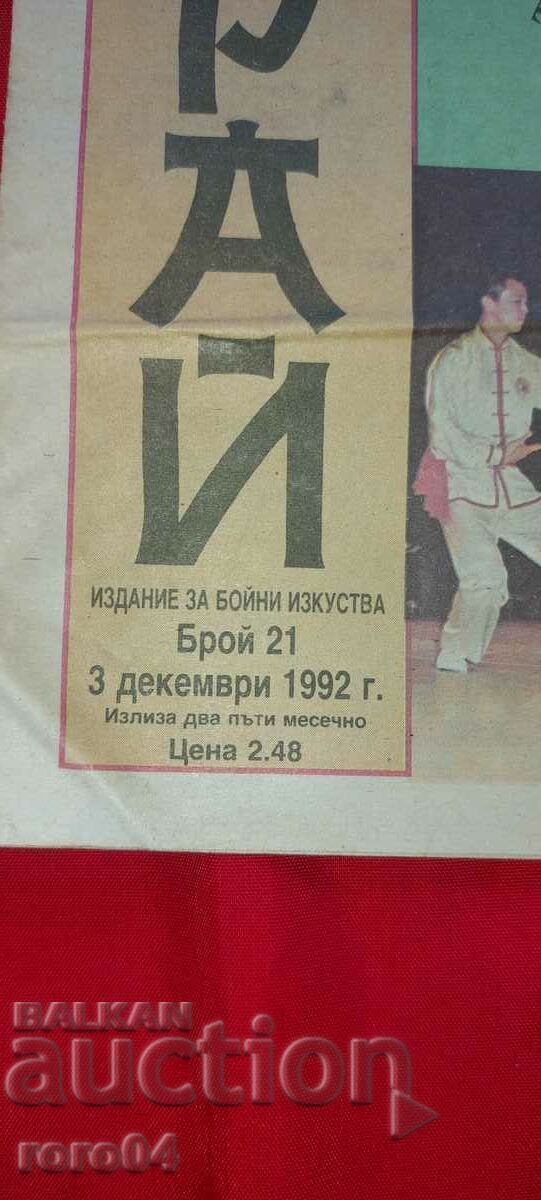 РАЙ
ИЗДАНИЕ ЗА БОЙНИ ИЗКУСТВА
Брой 21
3 декември 1992 г.
Излиза два пъти месечно
Цена 2.48
BALKAN
auction
roro04